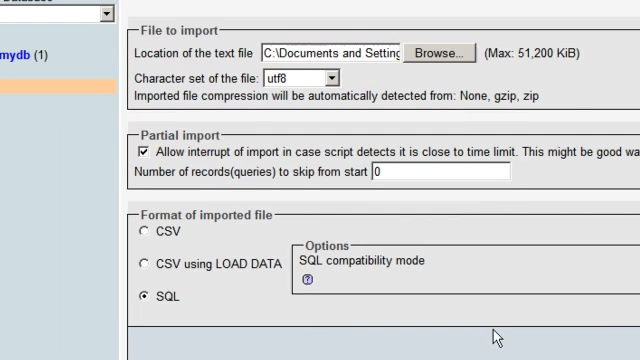 Database
mydb (1)
File to import
Location of the text file C:\Documents and Setting Browse... (Max: 51,200 KiB)
Character set of the file: utf8
Imported file compression will be automatically detected from: None, gzip, zip
Partial import
Allow interrupt of import in case script detects it is close to time limit. This might be good wa
Number of records(queries) to skip from start 0
Format of imported file
CSV
CSV using LOAD DATA
SQL
Options
SQL compatibility mode
?